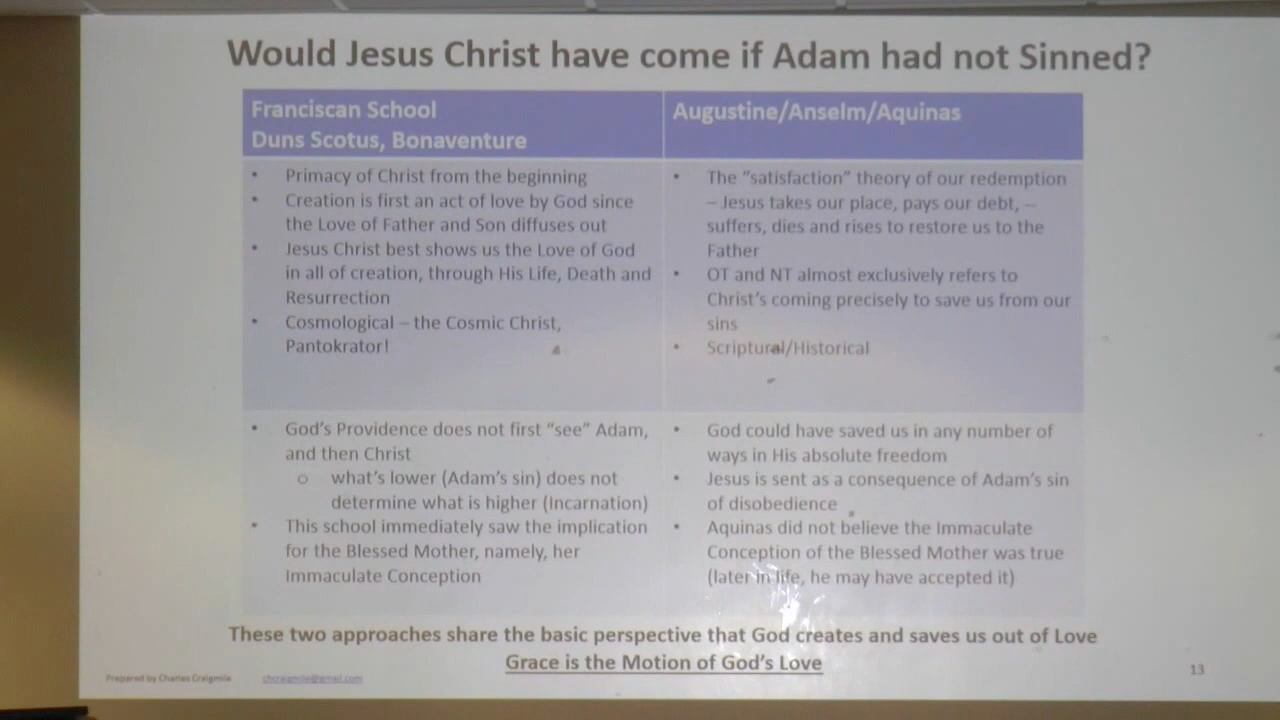 Would Jesus Christ have come if Adam had not Sinned?
Franciscan School
Duns Scotus, Bonaventure
Augustine/Anselm/Aquinas
• Primacy of Christ from the beginning
• Creation is first an act of love by God since
the Love of Father and Son diffuses out
• Jesus Christ best shows us the Love of God
in all of creation, through His Life, Death and
Resurrection
• Cosmological – the Cosmic Christ,
Pantokrator!
• The "satisfaction" theory of our redemption
– Jesus takes our place, pays our debt, –
suffers, dies and rises to restore us to the
Father
• OT and NT almost exclusively refers to
Christ's coming precisely to save us from our
sins
• Scriptural/Historical
• God's Providence does not first "see" Adam,
and then Christ
o what's lower (Adam's sin) does not
determine what is higher (Incarnation)
• This school immediately saw the implication
for the Blessed Mother, namely, her
Immaculate Conception
• God could have saved us in any number of
ways in His absolute freedom
• Jesus is sent as a consequence of Adam's sin
of disobedience
• Aquinas did not believe the Immaculate
Conception of the Blessed Mother was true
(later in life, he may have accepted it)
These two approaches share the basic perspective that God creates and saves us out of Love
Grace is the Motion of God's Love
Prepared by Charles Craigmile
13